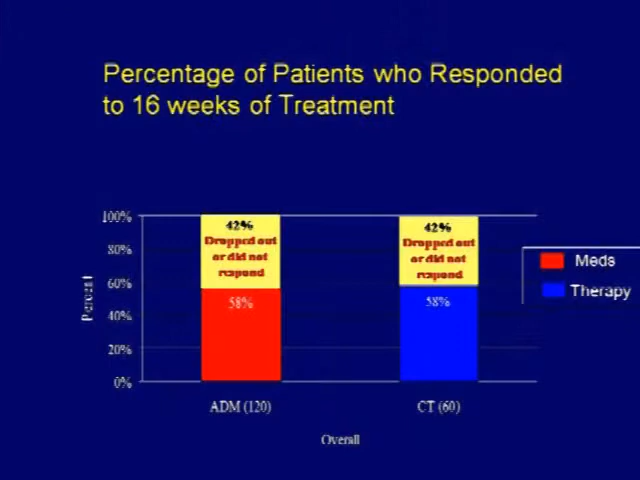 Percentage of Patients who Responded
to 16 weeks of Treatment
100%
80%
60%
40%
20%
0%
Percent
42%
Dropped out
or did not
respond
58%
42%
Dropped out
or did not
respond
58%
ADM (120)
CT (60)
Overall
Meds
Therapy